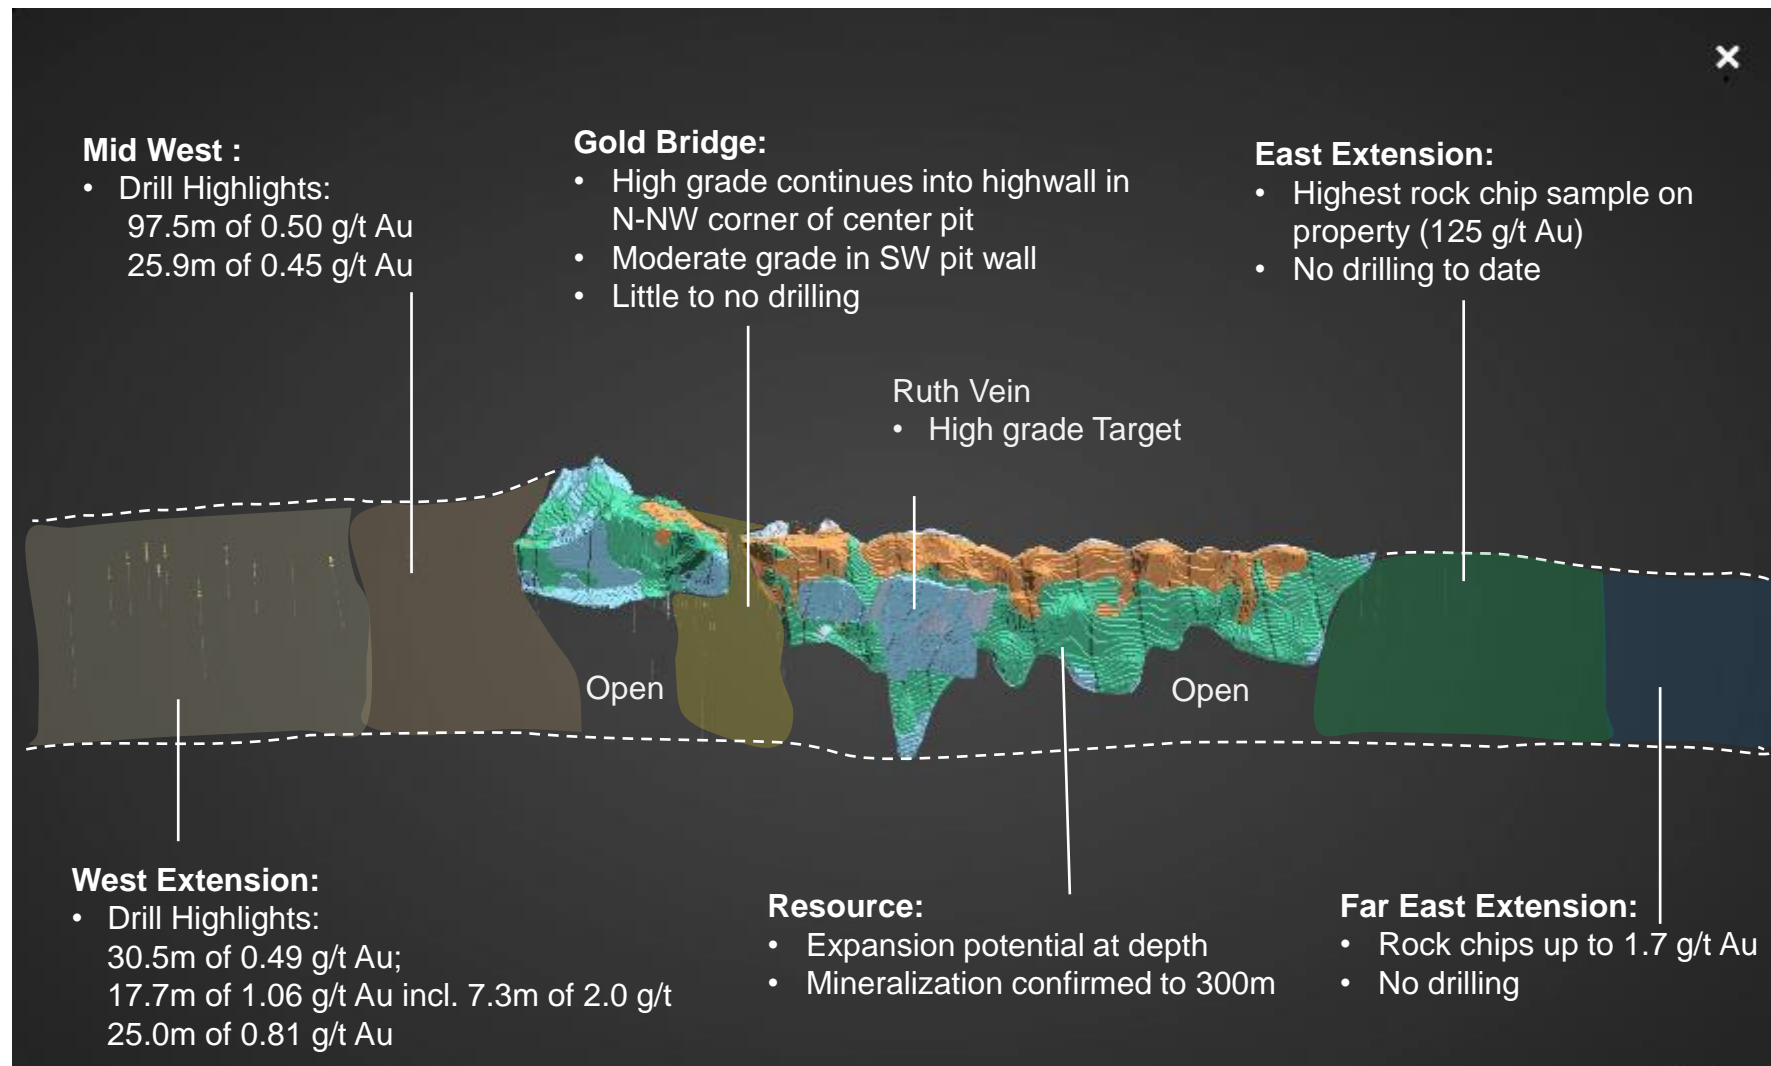 Mid West :
• Drill Highlights:
97.5m of 0.50 g/t Au
25.9m of 0.45 g/t Au
Gold Bridge:
• High grade continues into highwall in
N-NW corner of center pit
• Moderate grade in SW pit wall
• Little to no drilling
East Extension:
• Highest rock chip sample on
property (125 g/t Au)
• No drilling to date
Ruth Vein
• High grade Target
Open
Open
West Extension:
• Drill Highlights:
30.5m of 0.49 g/t Au;
17.7m of 1.06 g/t Au incl. 7.3m of 2.0 g/t
25.0m of 0.81 g/t Au
Resource:
• Expansion potential at depth
• Mineralization confirmed to 300m
Far East Extension:
• Rock chips up to 1.7 g/t Au
• No drilling